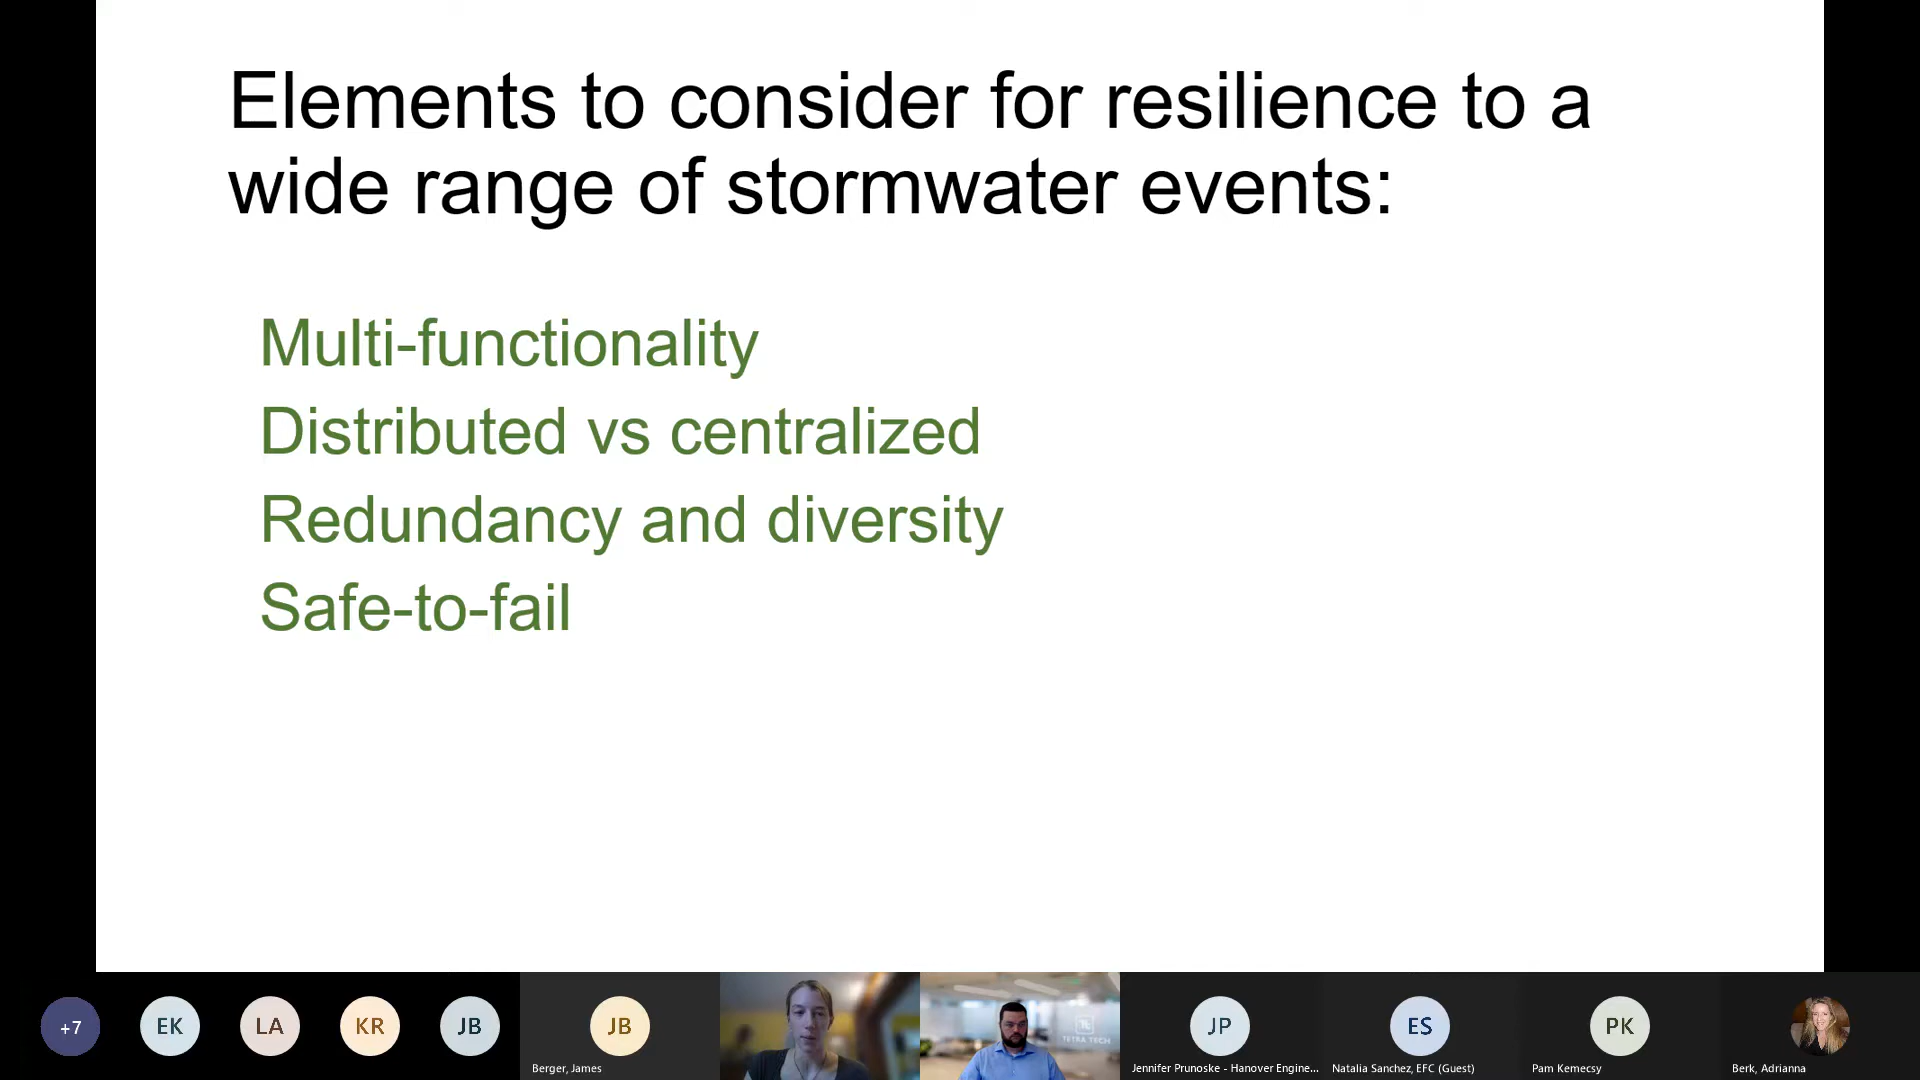 Elements to consider for resilience to a
wide range of stormwater events:
Multi-functionality
Distributed vs centralized
Redundancy and diversity
Safe-to-fail
+7
EK
LA
KR
JB
JB
Berger, James
TETRA TECH
JP
Jennifer Prunoske - Hanover Engine...
ES
Natalia Sanchez, EFC (Guest)
PK
Pam Kemecsy
Berk, Adrianna